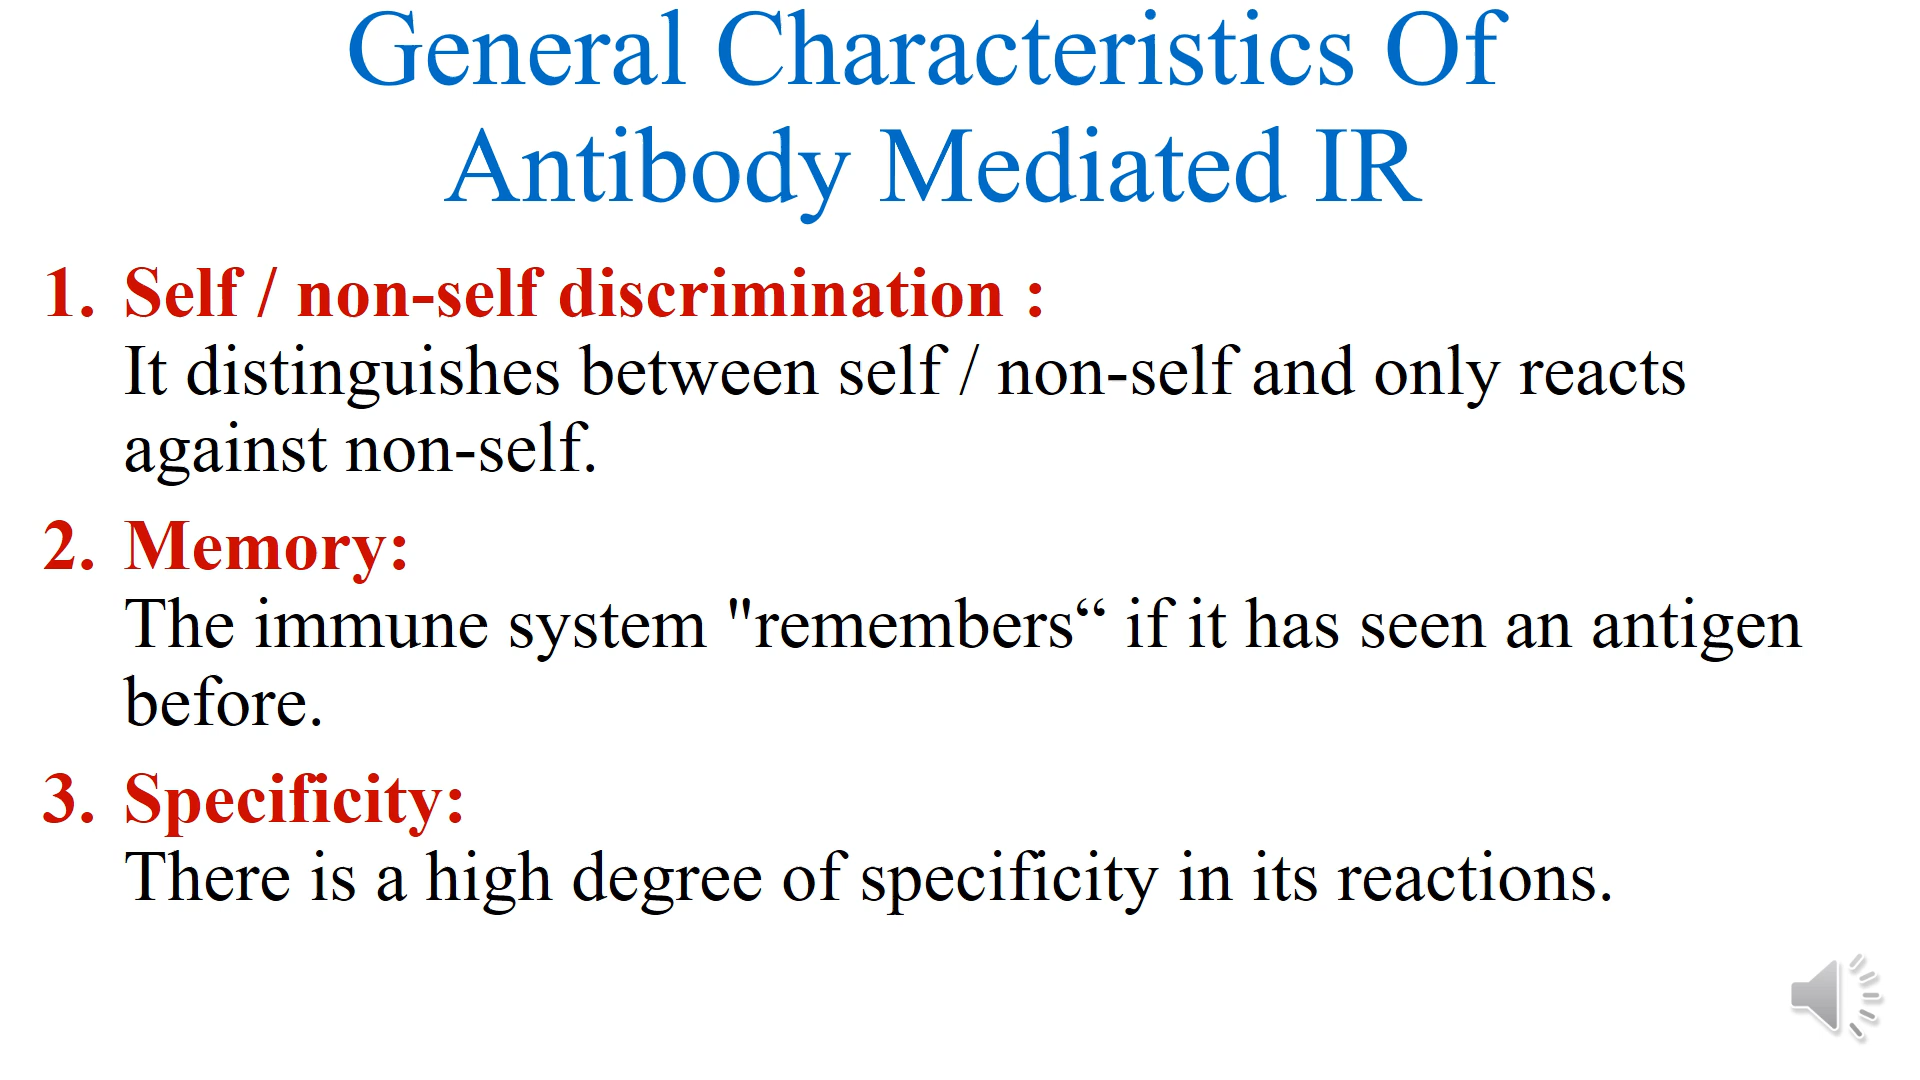 General Characteristics Of
Antibody Mediated IR
1. Self / non-self discrimination :
It distinguishes between self / non-self and only reacts
against non-self.
2. Memory:
The immune system "remembers“ if it has seen an antigen
before.
3. Specificity:
There is a high degree of specificity in its reactions.